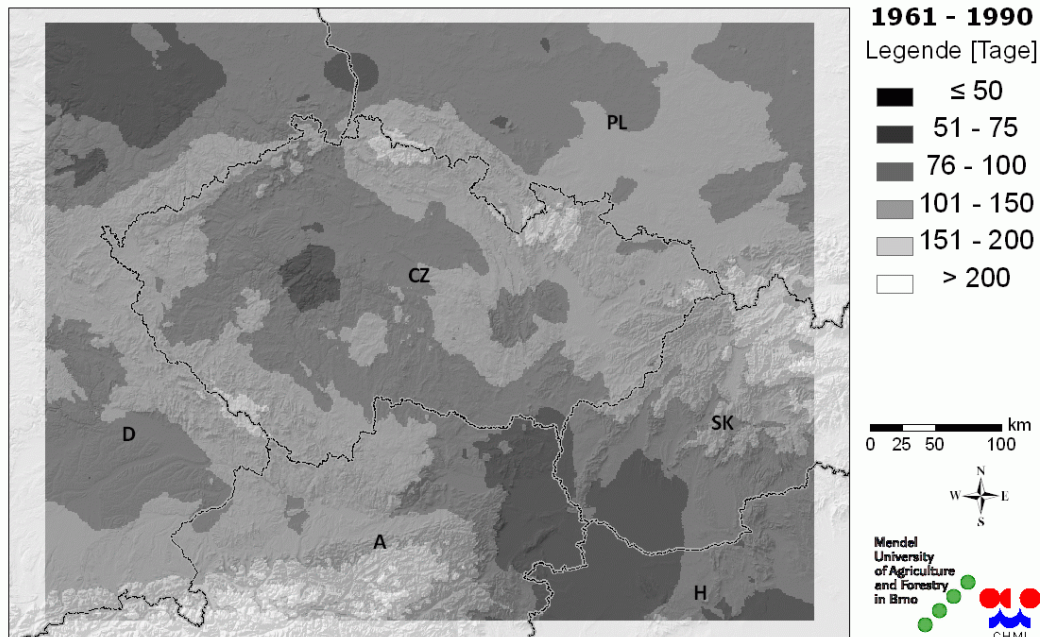 1961 - 1990
Legende [Tage]
≤ 50
51 - 75
76 - 100
101 - 150
151 - 200
> 200
PL
CZ
D
SK
A
H
km
0 25 50 100
N
W E
S
Mendel
University
of Agriculture
and Forestry
in Brno
CHMI